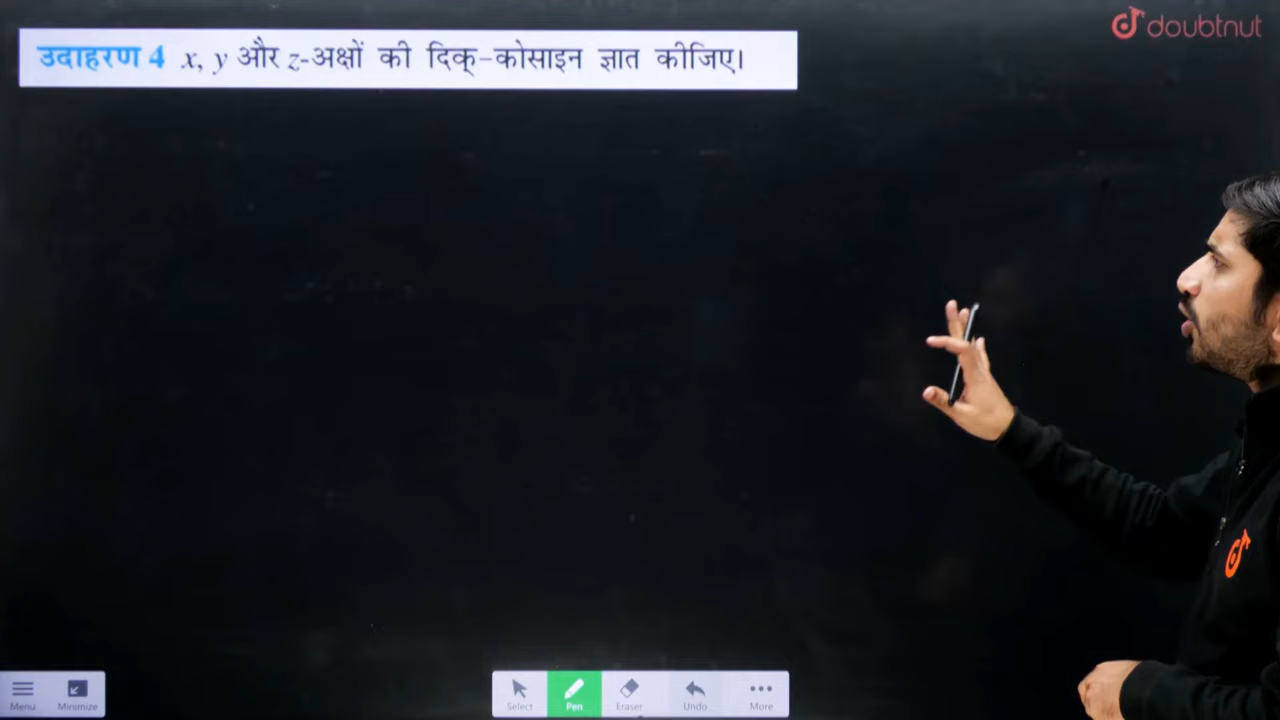 doubtnut
उदाहरण 4 x, y और z-अक्षों की दिक्-कोसाइन ज्ञात कीजिए।
Menu Minimize Select Pen Eraser Undo More